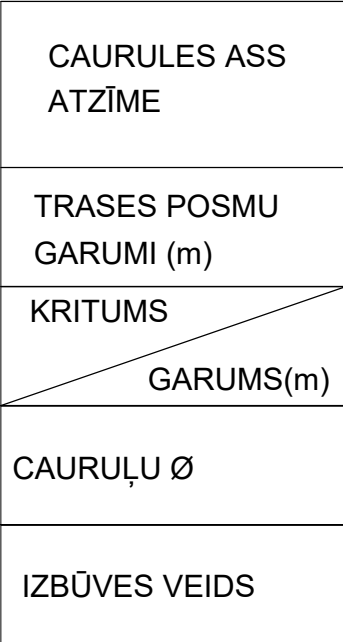 CAURULES ASS
ATZĪME
TRASES POSMU
GARUMI (m)
KRITUMS
GARUMS(m)
CAURUĻU Ø
IZBŪVES VEIDS